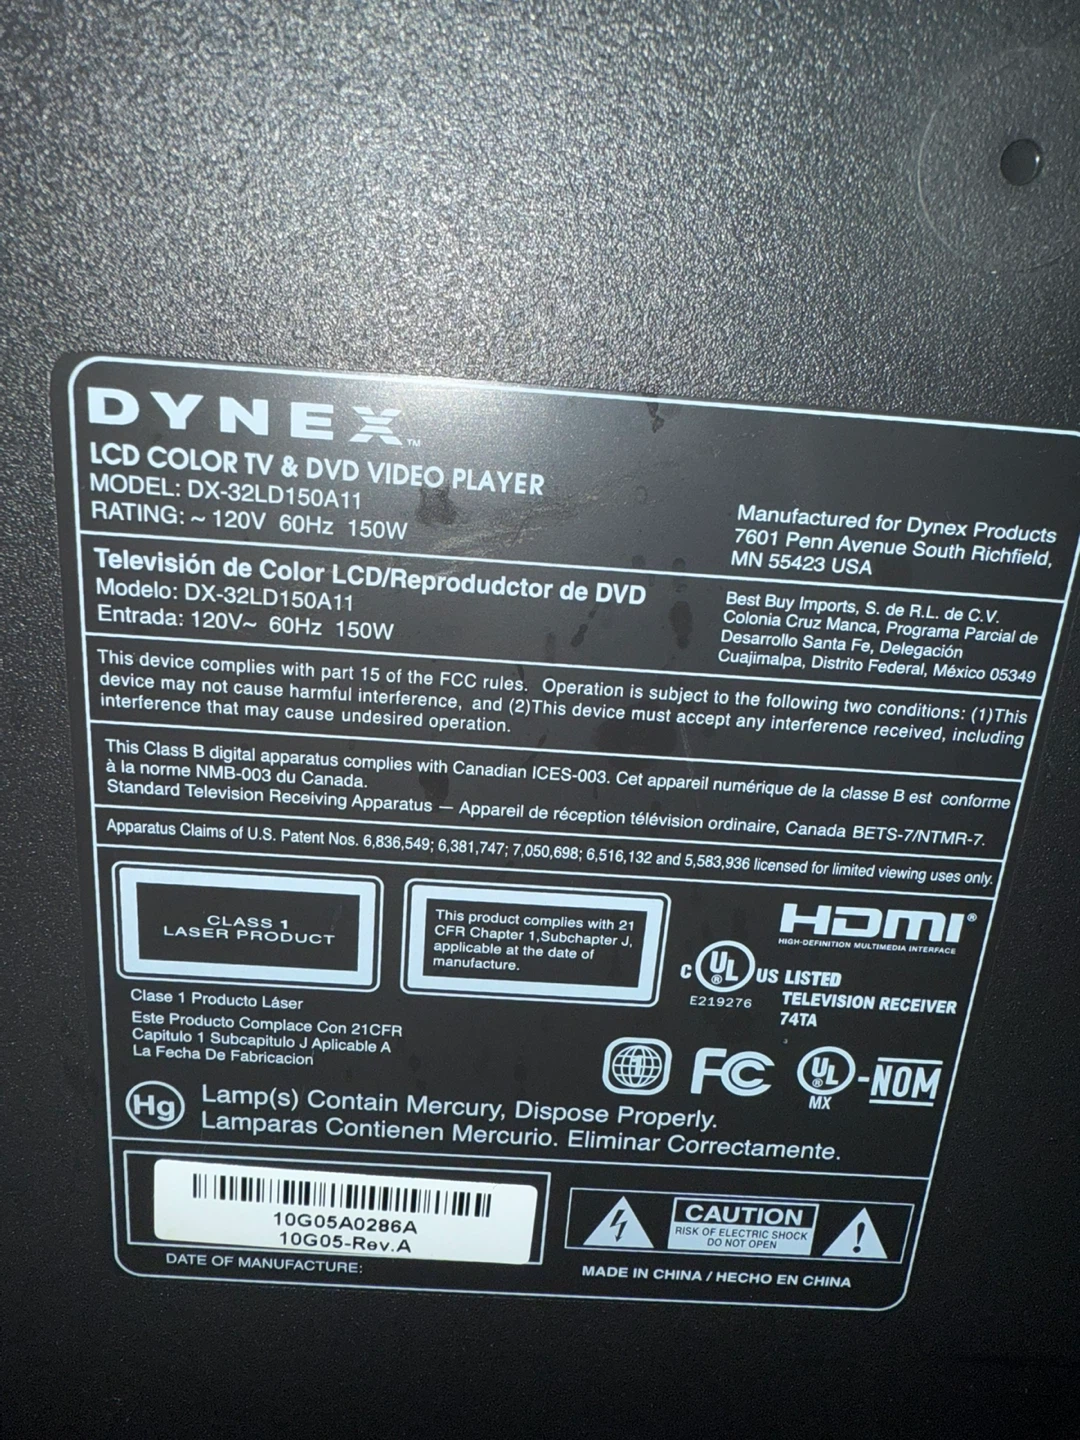 DYNEX™
LCD COLOR TV & DVD VIDEO PLAYER
MODEL: DX-32LD150A11
RATING: ~ 120V 60Hz 150W
Manufactured for Dynex Products
7601 Penn Avenue South Richfield,
MN 55423 USA
Televisión de Color LCD/Reprodudctor de DVD
Modelo: DX-32LD150A11
Entrada: 120V~ 60Hz 150W
Best Buy Imports, S. de R.L. de C.V.
Colonia Cruz Manca, Programa Parcial de
Desarrollo Santa Fe, Delegación
Cuajimalpa, Distrito Federal, México 05349
This device complies with part 15 of the FCC rules. Operation is subject to the following two conditions: (1)This
device may not cause harmful interference, and (2)This device must accept any interference received, including
interference that may cause undesired operation.
This Class B digital apparatus complies with Canadian ICES-003. Cet appareil numérique de la classe B est conforme
à la norme NMB-003 du Canada.
Standard Television Receiving Apparatus — Appareil de réception télévision ordinaire, Canada BETS-7/NTMR-7.
Apparatus Claims of U.S. Patent Nos. 6,836,549; 6,381,747; 7,050,698; 6,516,132 and 5,583,936 licensed for limited viewing uses only.
CLASS 1
LASER PRODUCT
This product complies with 21
CFR Chapter 1,Subchapter J,
applicable at the date of
manufacture.
HDMI®
HIGH-DEFINITION MULTIMEDIA INTERFACE
C UL® US LISTED
E219276
TELEVISION RECEIVER
74TA
Clase 1 Producto Láser
Este Producto Complace Con 21CFR
Capitulo 1 Subcapitulo J Aplicable A
La Fecha De Fabricacion
1 FC UL® -NOM
MX
Hg Lamp(s) Contain Mercury, Dispose Properly.
Lamparas Contienen Mercurio. Eliminar Correctamente.
10G05A0286A
10G05-Rev.A
DATE OF MANUFACTURE:
CAUTION
RISK OF ELECTRIC SHOCK
DO NOT OPEN
!
MADE IN CHINA / HECHO EN CHINA